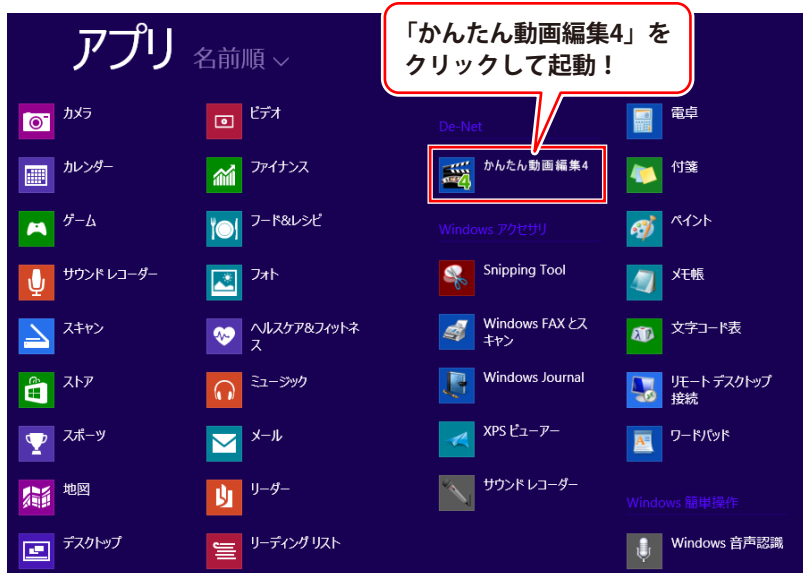 「かんたん動画編集4」を
クリックして起動！
アプリ 名前順
カメラ
カレンダー
ゲーム
サウンド レコーダー
スキャン
ストア
スポーツ
地図
デスクトップ
ビデオ
ファイナンス
フード&レシピ
フォト
ヘルスケア&フィットネ
ス
ミュージック
メール
リーダー
リーディング リスト
De-Net
かんたん動画編集4
Windows アクセサリ
Snipping Tool
Windows FAX とス
キャン
Windows Journal
XPS ビューアー
サウンド レコーダー
電卓
付箋
ペイント
メモ帳
文字コード表
リモート デスクトップ
接続
ワードパッド
Windows 簡単操作
Windows 音声認識